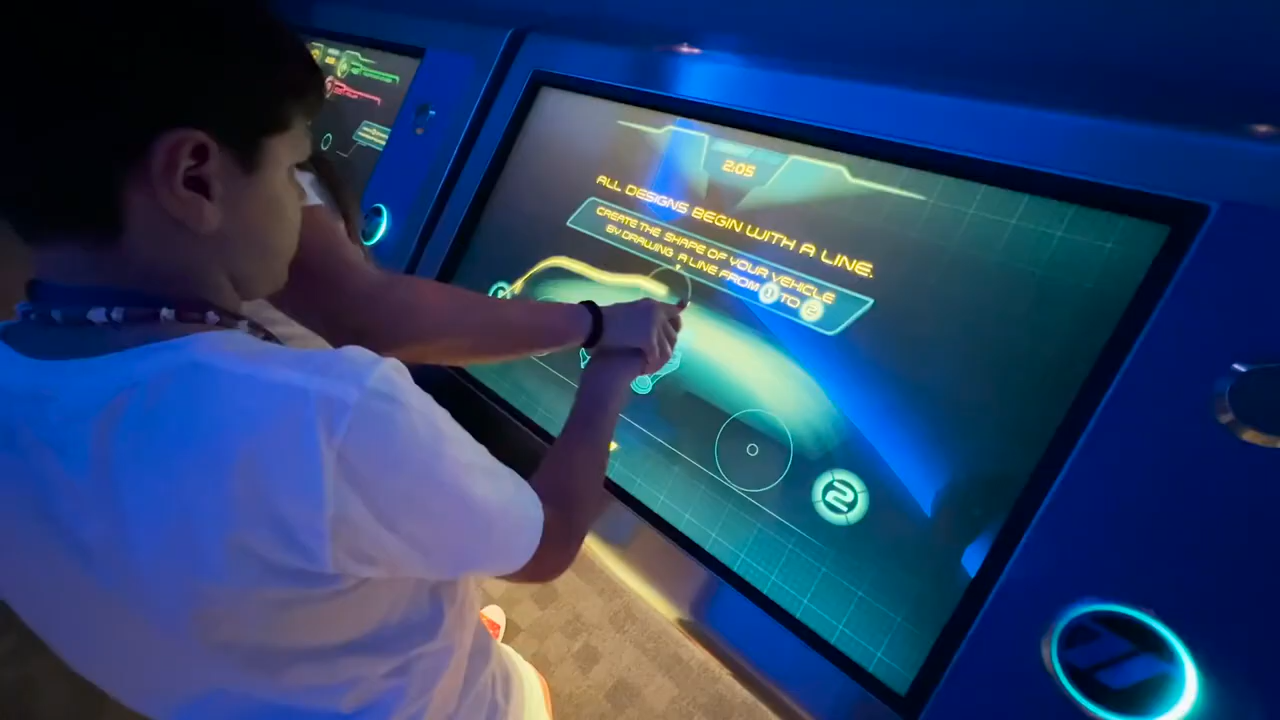 2:05
ALL DESIGNS BEGIN WITH A LINE.
CREATE THE SHAPE OF YOUR VEHICLE
BY DRAWING A LINE FROM 1 TO 2
2